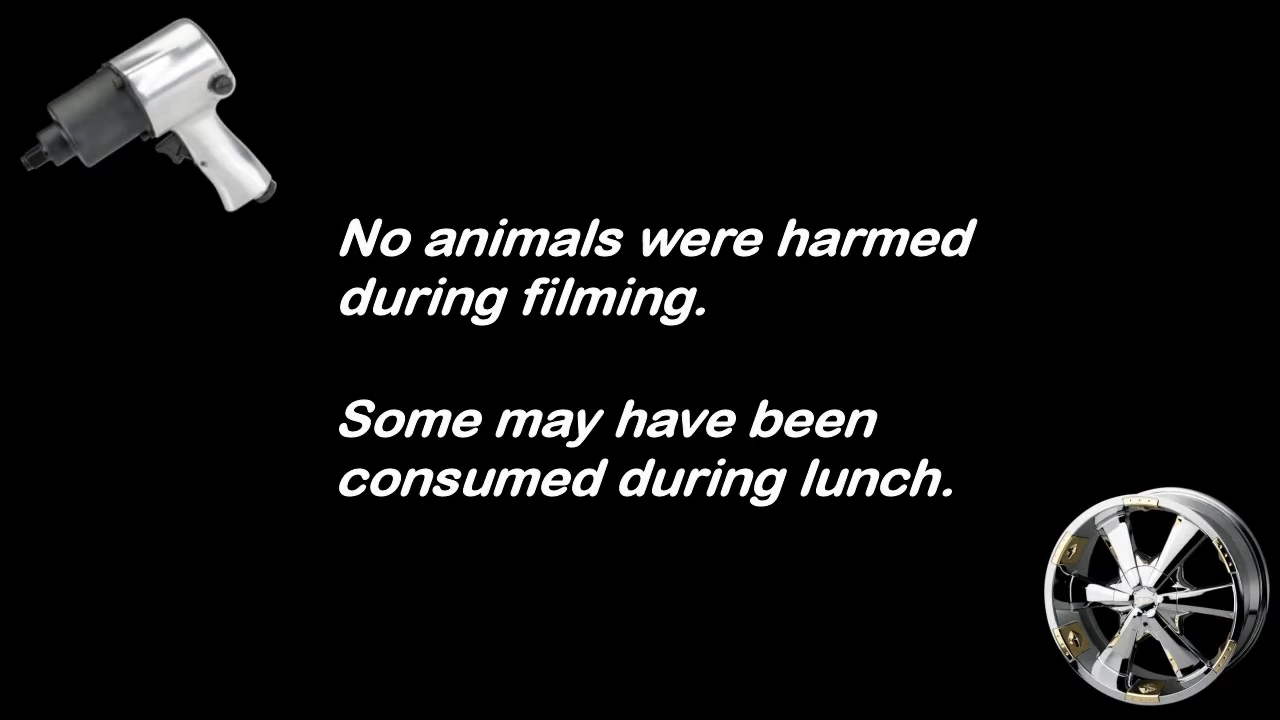 No animals were harmed
during filming.
Some may have been
consumed during lunch.